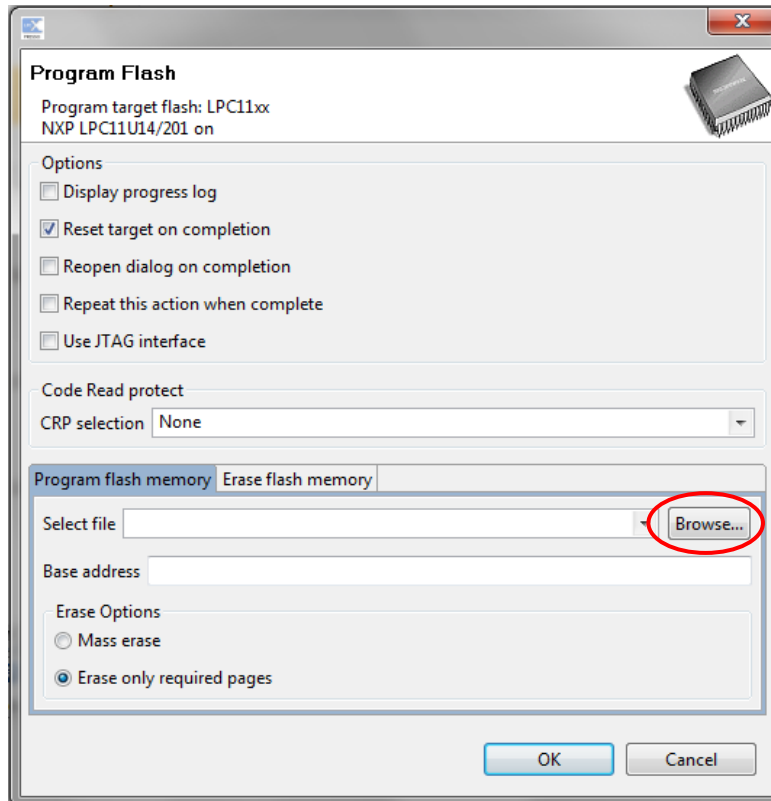 Program Flash
Program target flash: LPC11xx
NXP LPC11U14/201 on
Options
Display progress log
Reset target on completion
Reopen dialog on completion
Repeat this action when complete
Use JTAG interface
Code Read protect
CRP selection None
Program flash memory Erase flash memory
Select file Browse...
Base address
Erase Options
Mass erase
Erase only required pages
OK Cancel